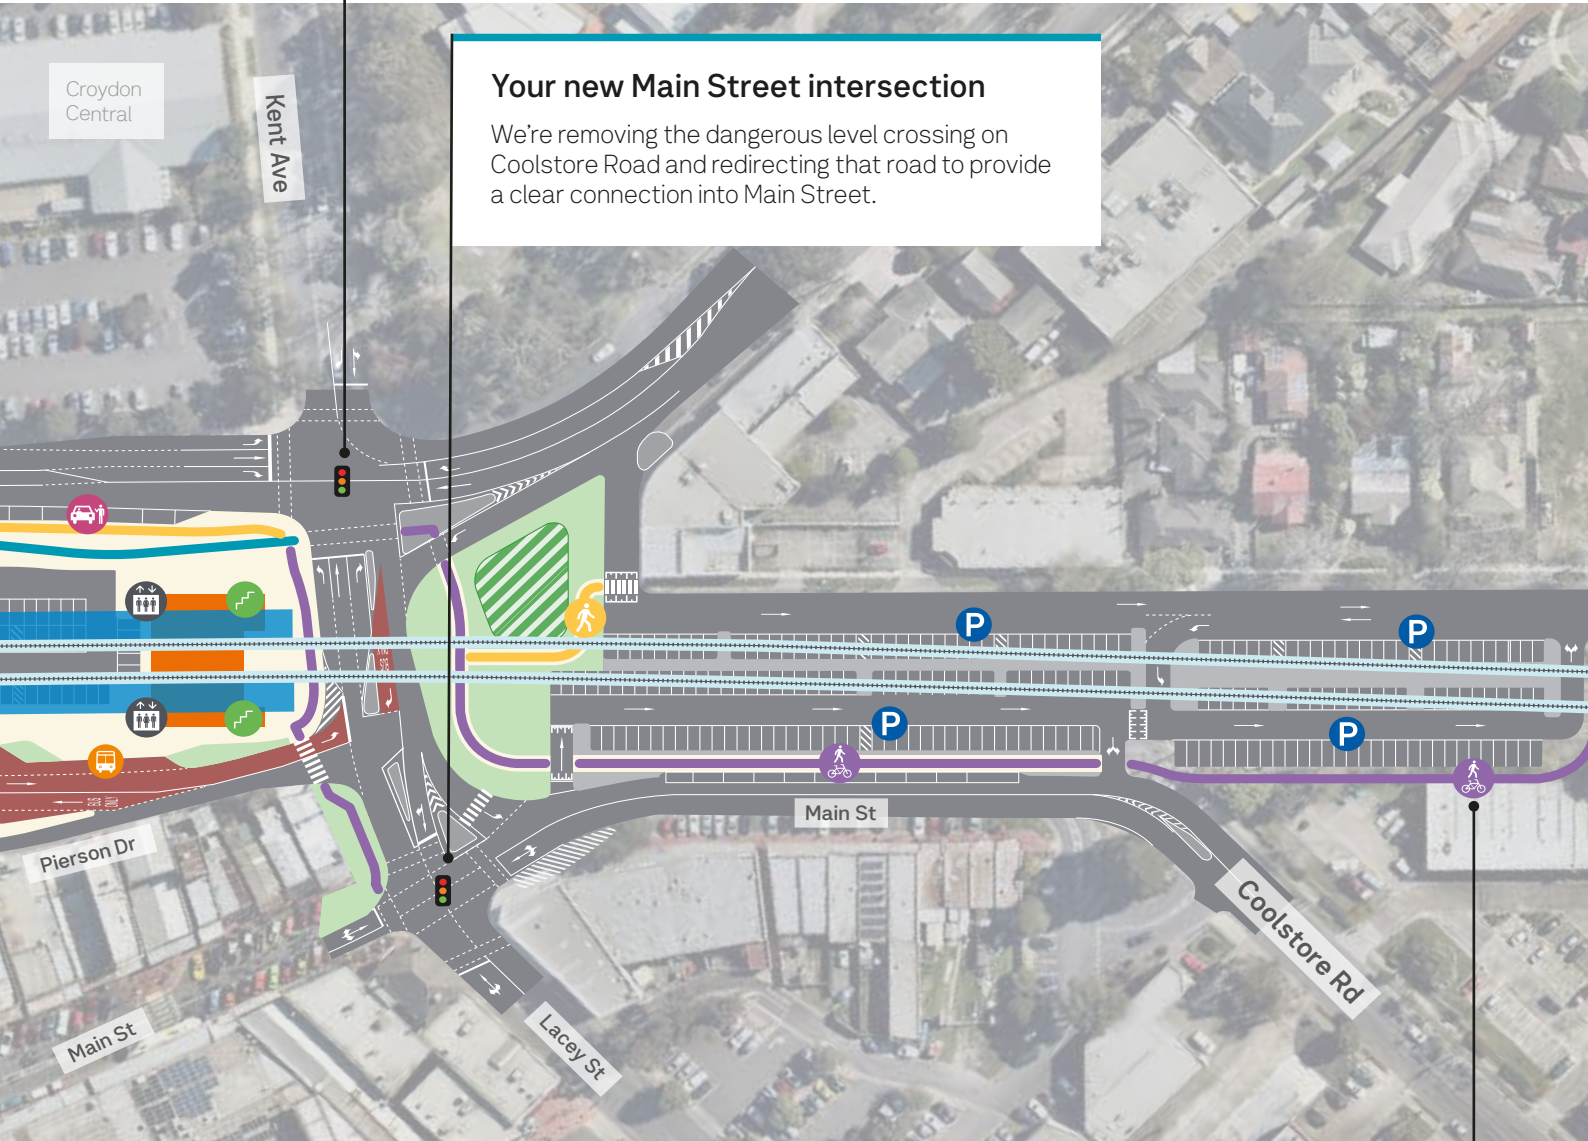 Croydon
Central
Kent Ave
Your new Main Street intersection
We're removing the dangerous level crossing on
Coolstore Road and redirecting that road to provide
a clear connection into Main Street.
P
P
P
P
BUS
ONLY
Main St
Pierson Dr
Coolstore Rd
Main St
Lacey St